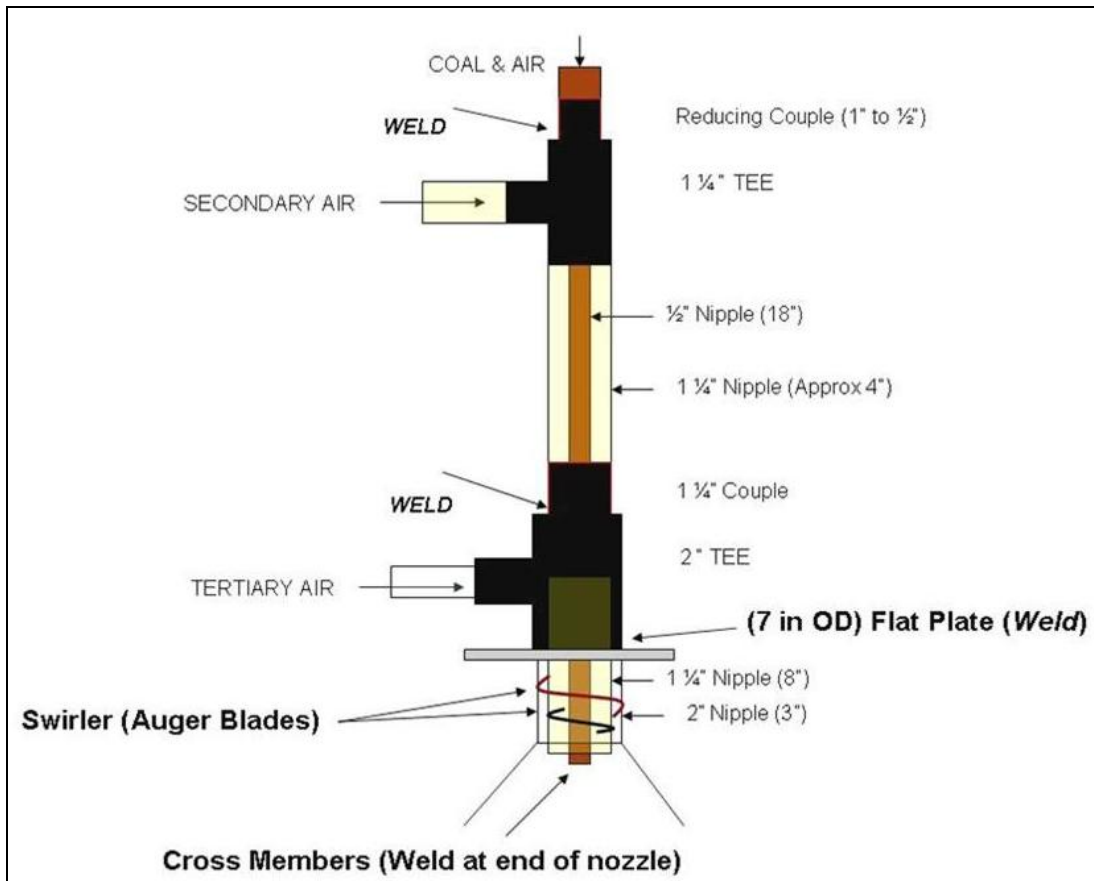 COAL & AIR
WELD
Reducing Couple (1" to ½")
1 ¼" TEE
SECONDARY AIR
½" Nipple (18")
1 ¼" Nipple (Approx 4")
1 ¼" Couple
WELD
2" TEE
TERTIARY AIR
(7 in OD) Flat Plate (Weld)
1 ¼" Nipple (8")
Swirler (Auger Blades)
2" Nipple (3")
Cross Members (Weld at end of nozzle)